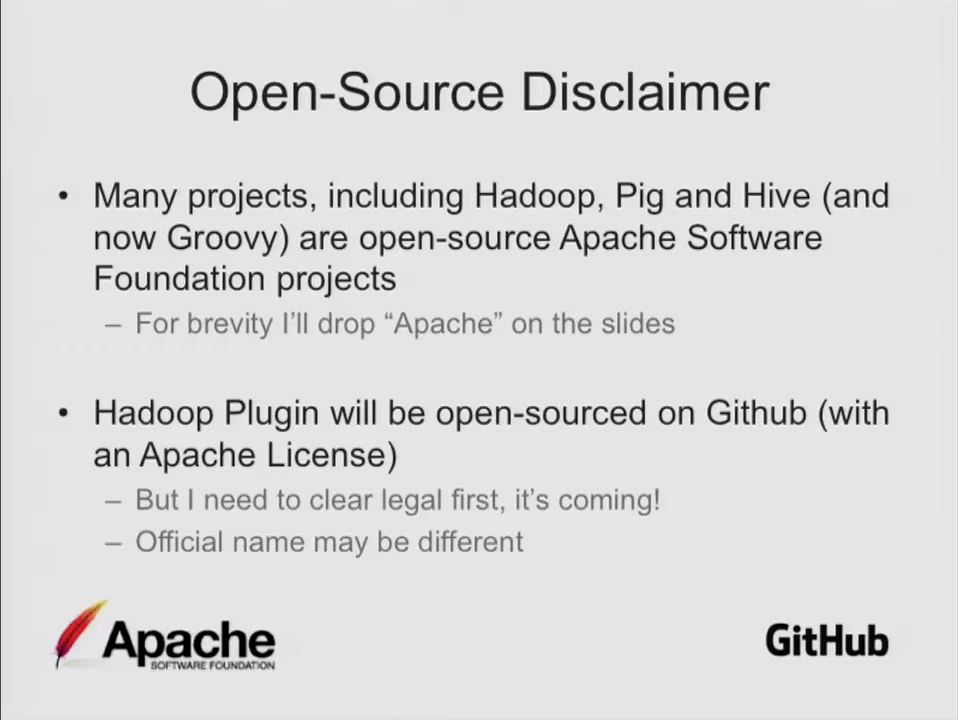 Open-Source Disclaimer
• Many projects, including Hadoop, Pig and Hive (and
now Groovy) are open-source Apache Software
Foundation projects
– For brevity I’ll drop “Apache” on the slides
• Hadoop Plugin will be open-sourced on Github (with
an Apache License)
– But I need to clear legal first, it’s coming!
– Official name may be different
Apache
SOFTWARE FOUNDATION
GitHub